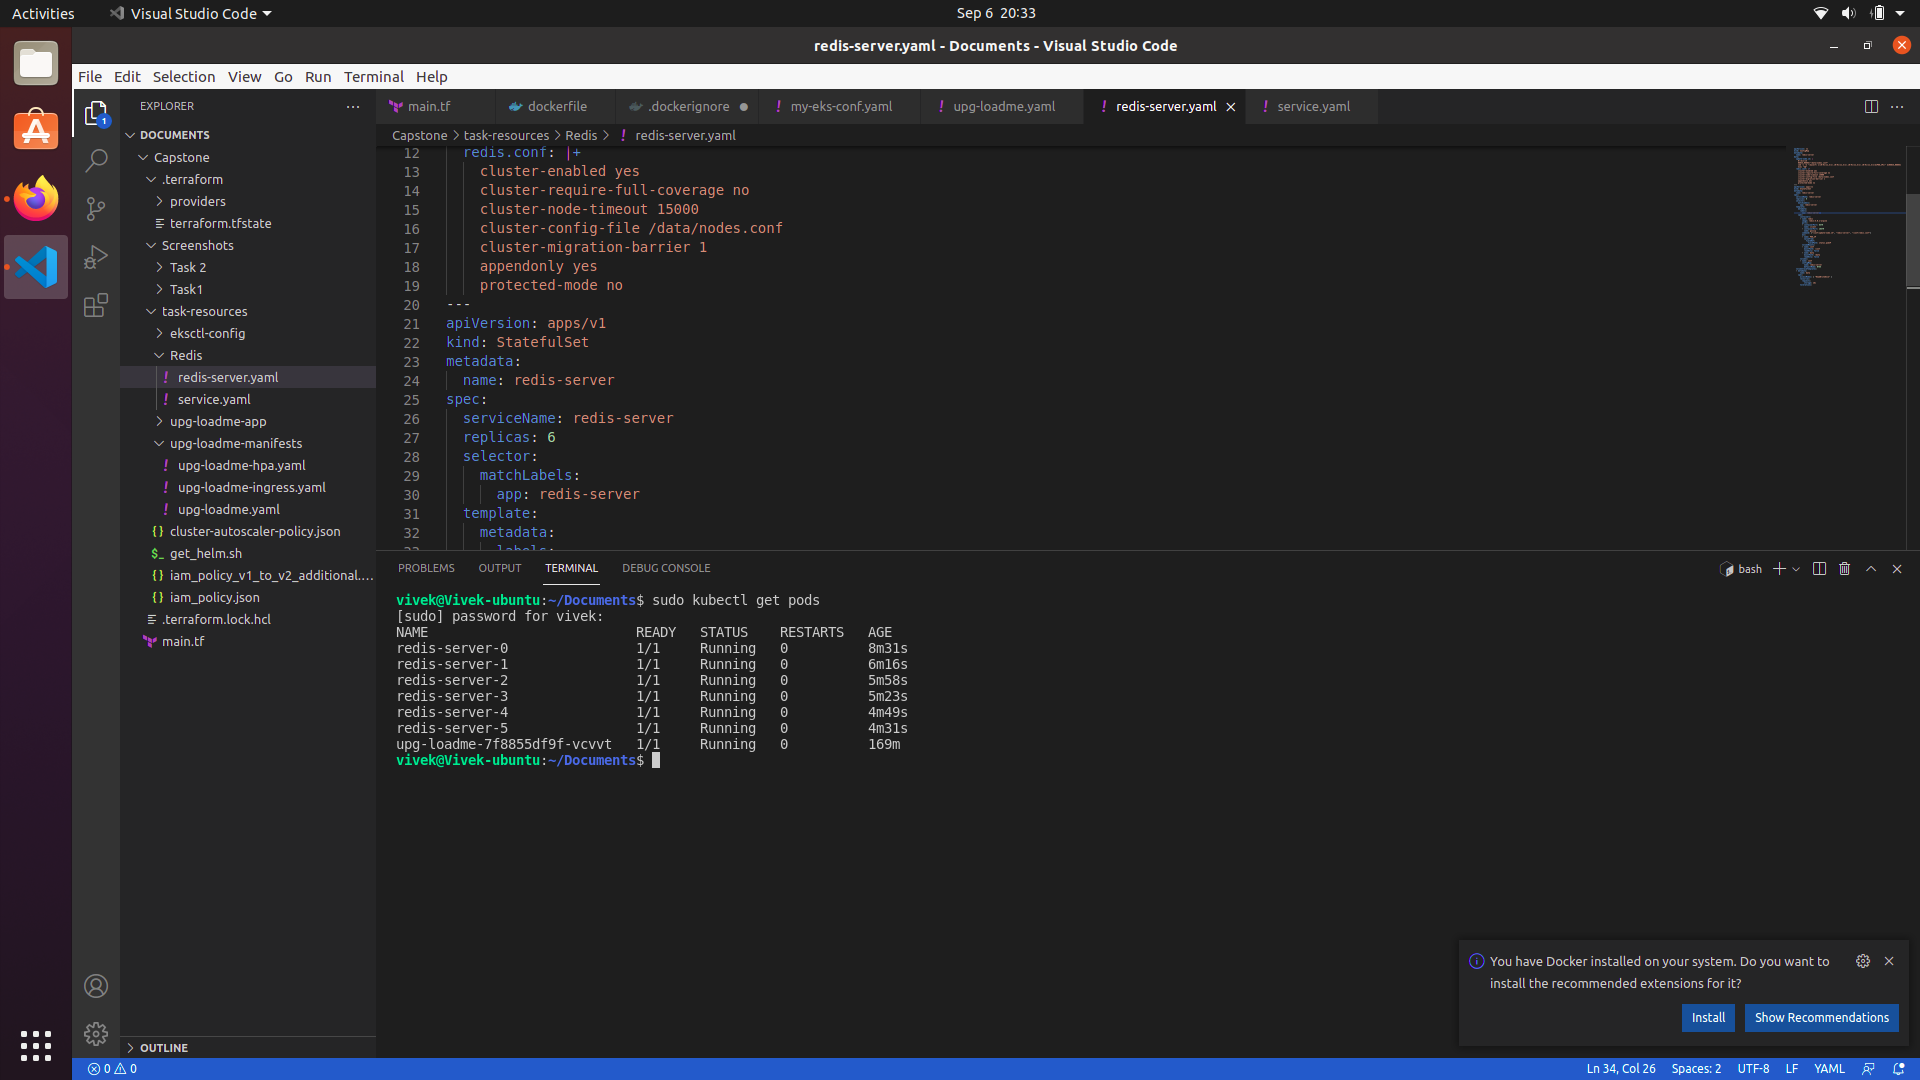 Activities
Visual Studio Code
Sep 6 20:33
redis-server.yaml - Documents - Visual Studio Code
File Edit Selection View Go Run Terminal Help
EXPLORER
DOCUMENTS
Capstone
.terraform
providers
terraform.tfstate
Screenshots
Task 2
Task1
task-resources
eksctl-config
Redis
redis-server.yaml
service.yaml
upg-loadme-app
upg-loadme-manifests
upg-loadme-hpa.yaml
upg-loadme-ingress.yaml
upg-loadme.yaml
cluster-autoscaler-policy.json
get_helm.sh
iam_policy_v1_to_v2_additional....
iam_policy.json
.terraform.lock.hcl
main.tf
OUTLINE
main.tf dockerfile .dockerignore my-eks-conf.yaml upg-loadme.yaml redis-server.yaml service.yaml
Capstone > task-resources > Redis > ! redis-server.yaml
12 redis.conf: |+
13 cluster-enabled yes
14 cluster-require-full-coverage no
15 cluster-node-timeout 15000
16 cluster-config-file /data/nodes.conf
17 cluster-migration-barrier 1
18 appendonly yes
19 protected-mode no
20 ---
21 apiVersion: apps/v1
22 kind: StatefulSet
23 metadata:
24 name: redis-server
25 spec:
26 serviceName: redis-server
27 replicas: 6
28 selector:
29 matchLabels:
30 app: redis-server
31 template:
32 metadata:
33 labels:
PROBLEMS OUTPUT TERMINAL DEBUG CONSOLE
bash
vivek@Vivek-ubuntu:~/Documents$ sudo kubectl get pods
[sudo] password for vivek:
NAME READY STATUS RESTARTS AGE
redis-server-0 1/1 Running 0 8m31s
redis-server-1 1/1 Running 0 6m16s
redis-server-2 1/1 Running 0 5m58s
redis-server-3 1/1 Running 0 5m23s
redis-server-4 1/1 Running 0 4m49s
redis-server-5 1/1 Running 0 4m31s
upg-loadme-7f8855df9f-vcvvt 1/1 Running 0 169m
vivek@Vivek-ubuntu:~/Documents$
You have Docker installed on your system. Do you want to
install the recommended extensions for it?
Install
Show Recommendations
0 0
Ln 34, Col 26 Spaces: 2 UTF-8 LF YAML